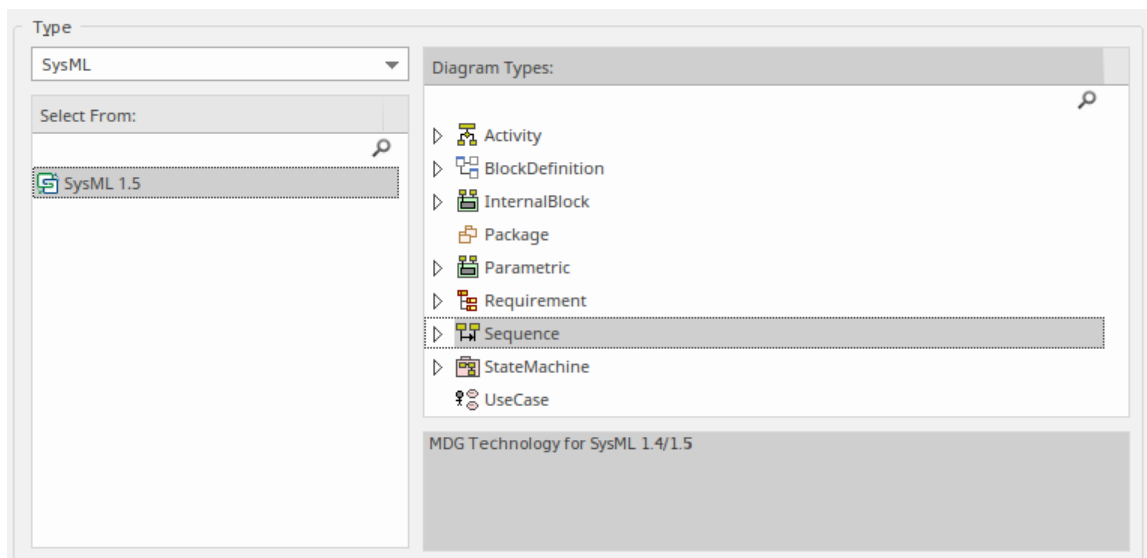 Type
SysML
Select From:
SysML 1.5
Diagram Types:
Activity
BlockDefinition
InternalBlock
Package
Parametric
Requirement
Sequence
StateMachine
UseCase
MDG Technology for SysML 1.4/1.5